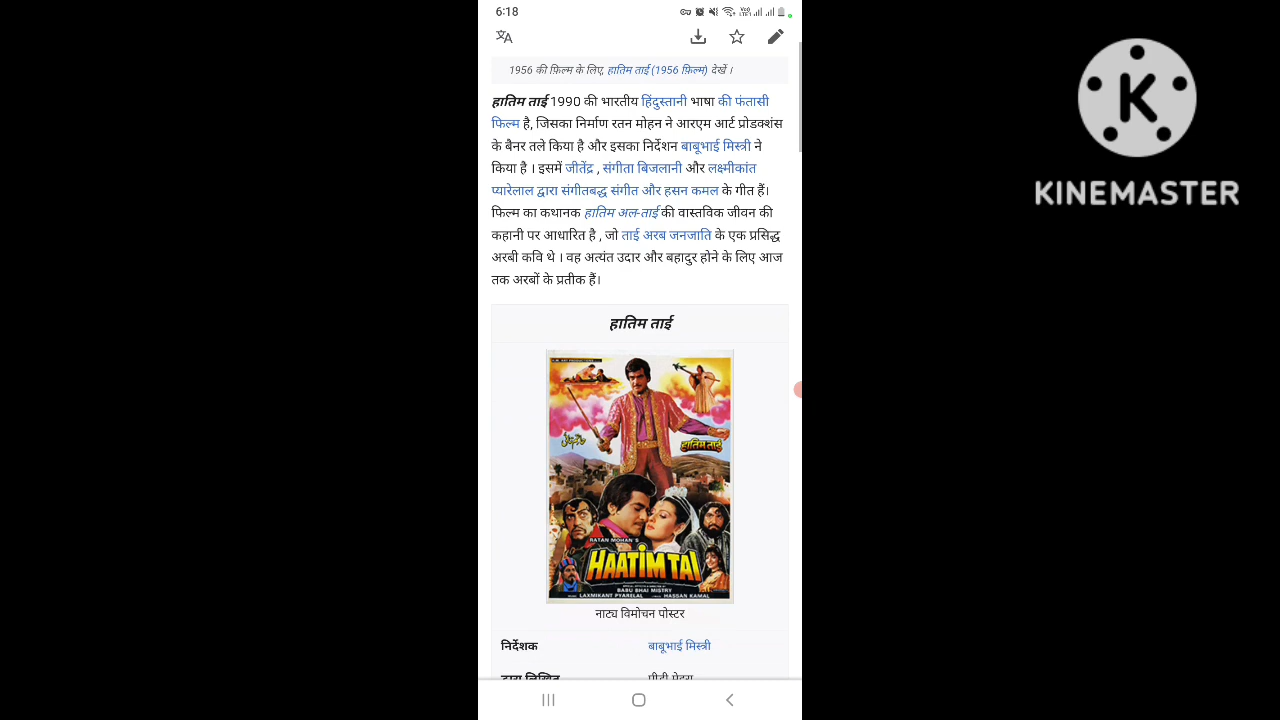 6:18
KINEMASTER
1956 की फ़िल्म के लिए, हातिम ताई (1956 फ़िल्म) देखें ।
हातिम ताई 1990 की भारतीय हिंदुस्तानी भाषा की फंतासी
फिल्म है, जिसका निर्माण रतन मोहन ने आरएम आर्ट प्रोडक्शंस
के बैनर तले किया है और इसका निर्देशन बाबूभाई मिस्त्री ने
किया है । इसमें जीतेंद्र , संगीता बिजलानी और लक्ष्मीकांत
प्यारेलाल द्वारा संगीतबद्ध संगीत और हसन कमल के गीत हैं।
फिल्म का कथानक हातिम अल-ताई की वास्तविक जीवन की
कहानी पर आधारित है , जो ताई अरब जनजाति के एक प्रसिद्ध
अरबी कवि थे । वह अत्यंत उदार और बहादुर होने के लिए आज
तक अरबों के प्रतीक हैं।
हातिम ताई
हातिम ताई
RATAN MOHAN'S
HAATIM TAI
BABU BHAI MISTRY
LAXMIKANT PYARELAL HASSAN KAMAL
नाट्य विमोचन पोस्टर
निर्देशक बाबूभाई मिस्त्री